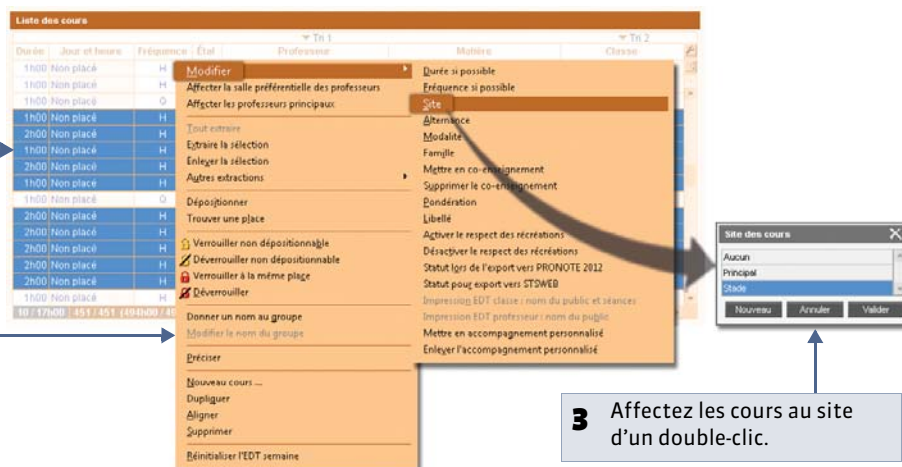 Liste des cours
Tri 1 Tri 2
Durée Jour et heure Fréquence État Professeur Matière Classe
1h00 Non placé H
1h00 Non placé H
1h00 Non placé Q
1h00 Non placé H
2h00 Non placé H
1h00 Non placé H
2h00 Non placé H
1h00 Non placé H
1h00 Non placé Q
2h00 Non placé H
2h00 Non placé H
2h00 Non placé H
2h00 Non placé H
2h00 Non placé H
1h00 Non placé H
10 / 17h00 451 / 451
Modifier
Affecter la salle préférentielle des professeurs
Affecter les professeurs principaux
Tout extraire
Extraire la sélection
Enlever la sélection
Autres extractions
Dépositionner
Trouver une place
Verrouiller non dépositionnable
Déverrouiller non dépositionnable
Verrouiller à la même place
Déverrouiller
Donner un nom au groupe
Modifier le nom du groupe
Préciser
Nouveau cours ...
Dupliquer
Aligner
Supprimer
Réinitialiser l'EDT semaine
Durée si possible
Fréquence si possible
Site
Alternance
Modalité
Famille
Mettre en co-enseignement
Supprimer le co-enseignement
Pondération
Libellé
Activer le respect des récréations
Désactiver le respect des récréations
Statut lors de l'export vers PRONOTE 2012
Statut pour export vers STSWEB
Impression EDT classe : nom du public et séances
Impression EDT professeur : nom du public
Mettre en accompagnement personnalisé
Enlever l'accompagnement personnalisé
Site des cours
Aucun
Principal
Stade
Nouveau Annuler Valider
3 Affectez les cours au site
d'un double-clic.